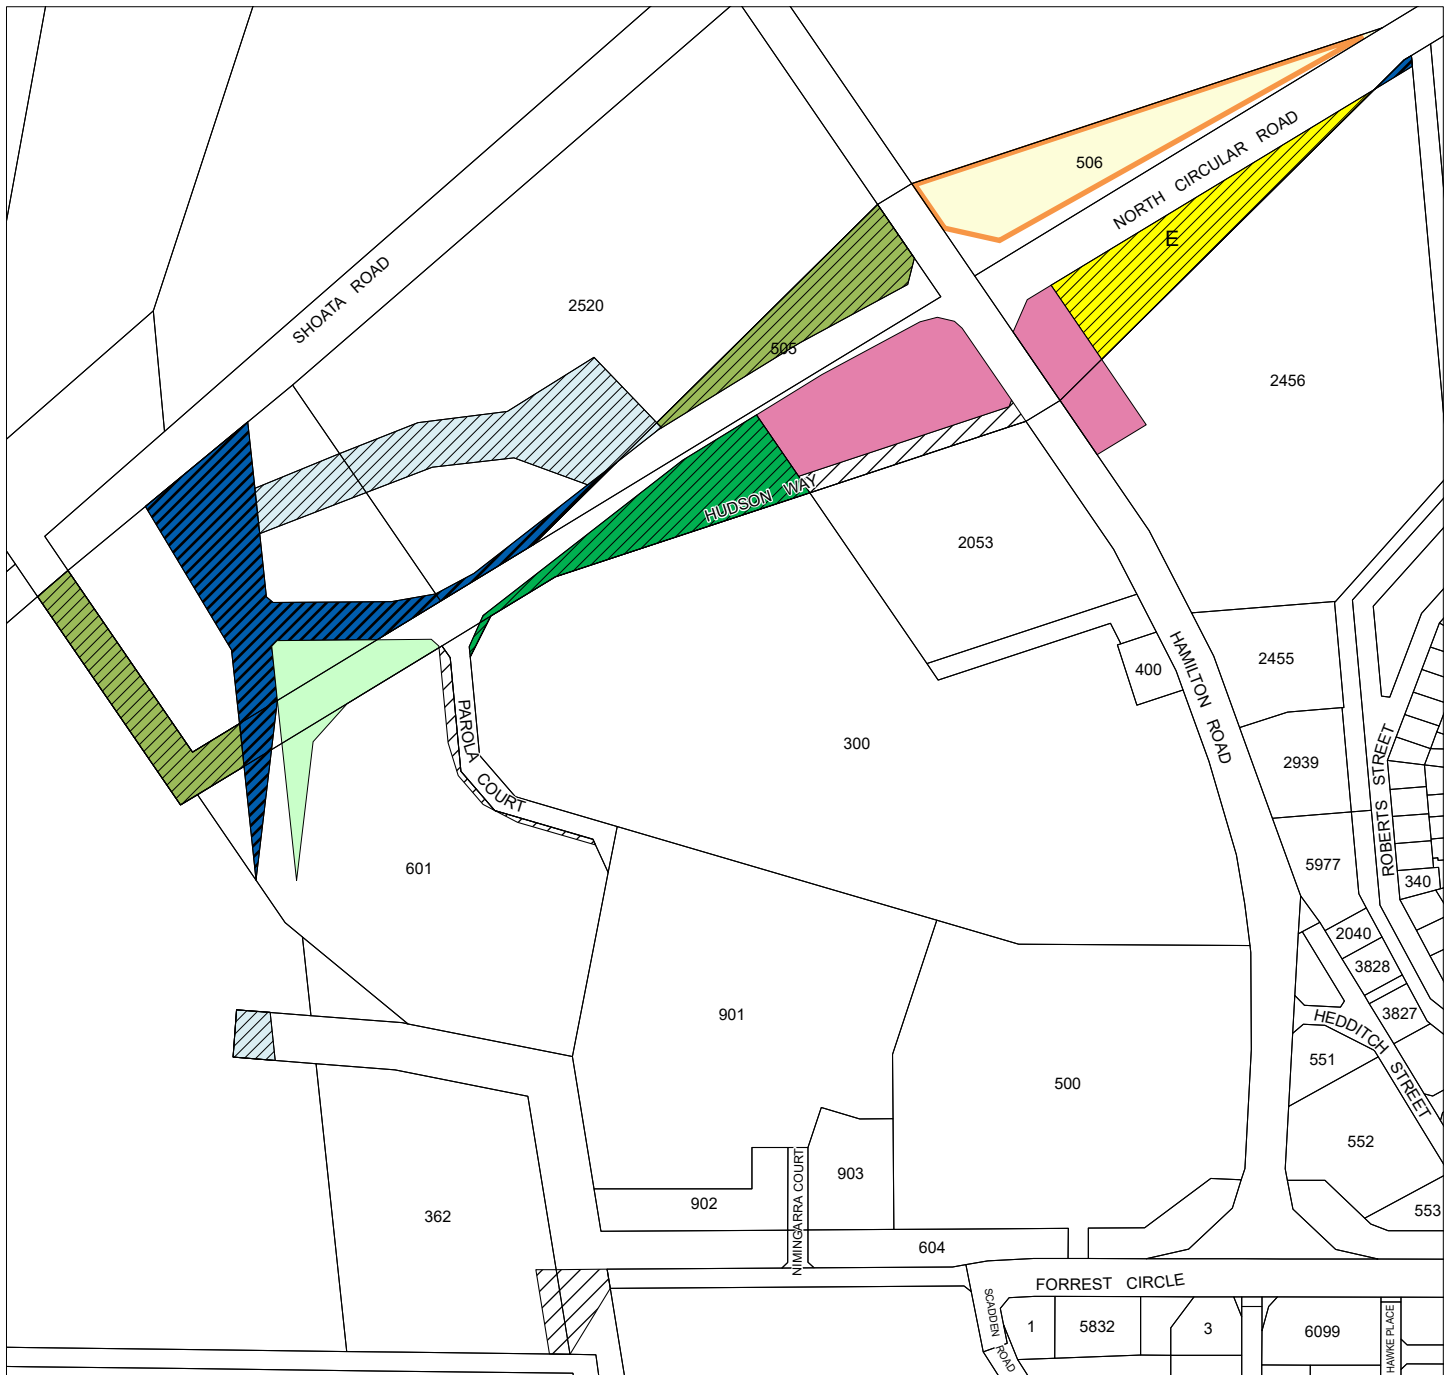 506
NORTH CIRCULAR ROAD
E
SHOATA ROAD
2520
505
2456
HUDSON WAY
2053
HAMILTON ROAD
400
2455
PAROLA COURT
300
2939
ROBERTS STREET
601
5977
340
2040
3828
3827
901
HEDDITCH STREET
551
500
552
903
902
NIMINGARRA COURT
362
553
604
FORREST CIRCLE
SCADDEN ROAD
1
5832
3
6099
HAWKE PLACE